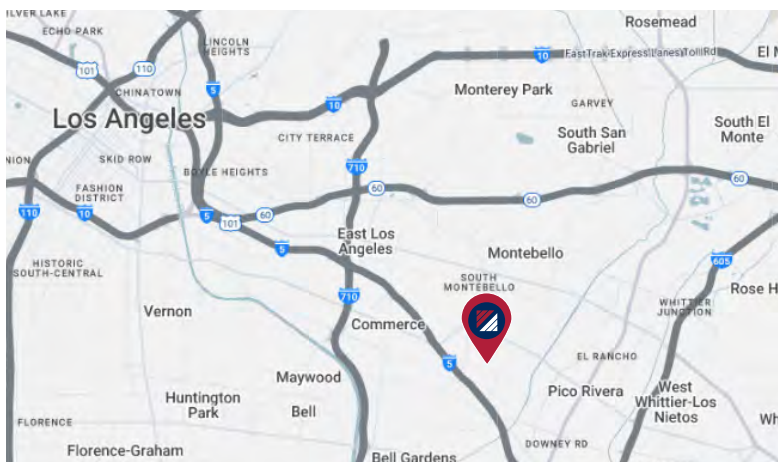 SILVER LAKE
Rosemead
ECHO PARK
LINCOLN
HEIGHTS
10
FastTrak Express Lanes Toll Rd
El
101
110
5
CHINATOWN
Monterey Park
GARVEY
Los Angeles
10
CITY TERRACE
South San
Gabriel
South El
Monte
SKID ROW
710
BOYLE HEIGHTS
60
60
FASHION
DISTRICT
60
110
10
5
101
60
East Los
Angeles
5
Montebello
605
HISTORIC
SOUTH-CENTRAL
SOUTH
MONTEBELLO
710
Rose H
WHITTIER
JUNCTION
Vernon
Commerce
EL RANCHO
5
Maywood
Pico Rivera
West
Whittier-Los
Nietos
Huntington
Park
Bell
FLORENCE
Wh
DOWNEY RD
Florence-Graham
Bell Gardens